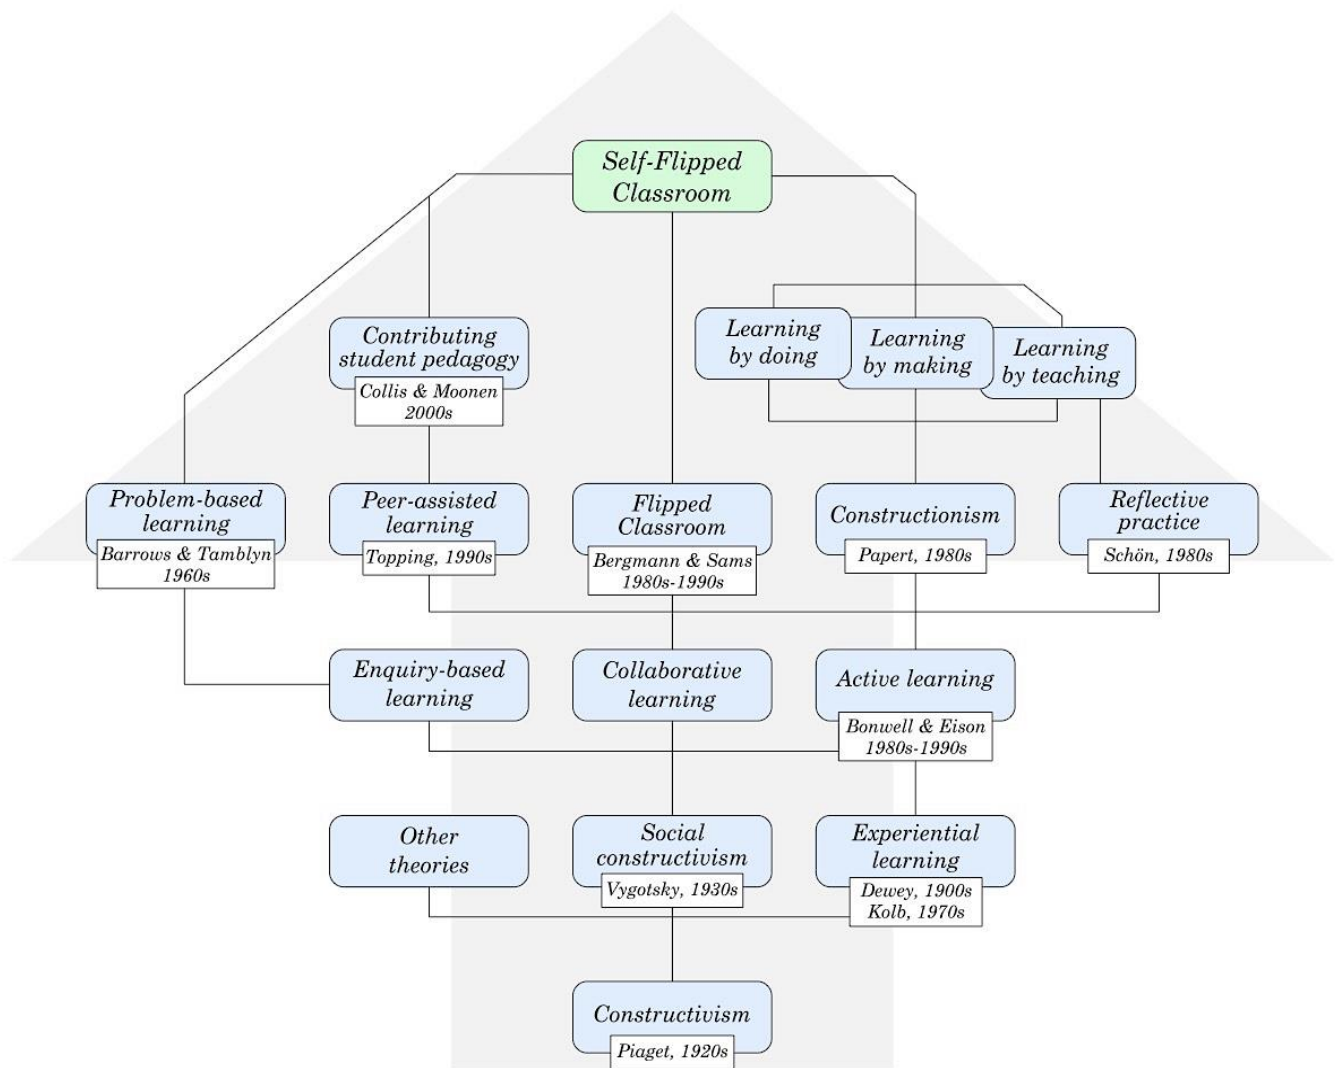 Self-Flipped
Classroom
Contributing
student pedagogy
Collis & Moonen
2000s
Learning
by doing
Learning
by making
Learning
by teaching
Problem-based
learning
Barrows & Tamblyn
1960s
Peer-assisted
learning
Topping, 1990s
Flipped
Classroom
Bergmann & Sams
1980s-1990s
Constructionism
Papert, 1980s
Reflective
practice
Schön, 1980s
Enquiry-based
learning
Collaborative
learning
Active learning
Bonwell & Eison
1980s-1990s
Other
theories
Social
constructivism
Vygotsky, 1930s
Experiential
learning
Dewey, 1900s
Kolb, 1970s
Constructivism
Piaget, 1920s